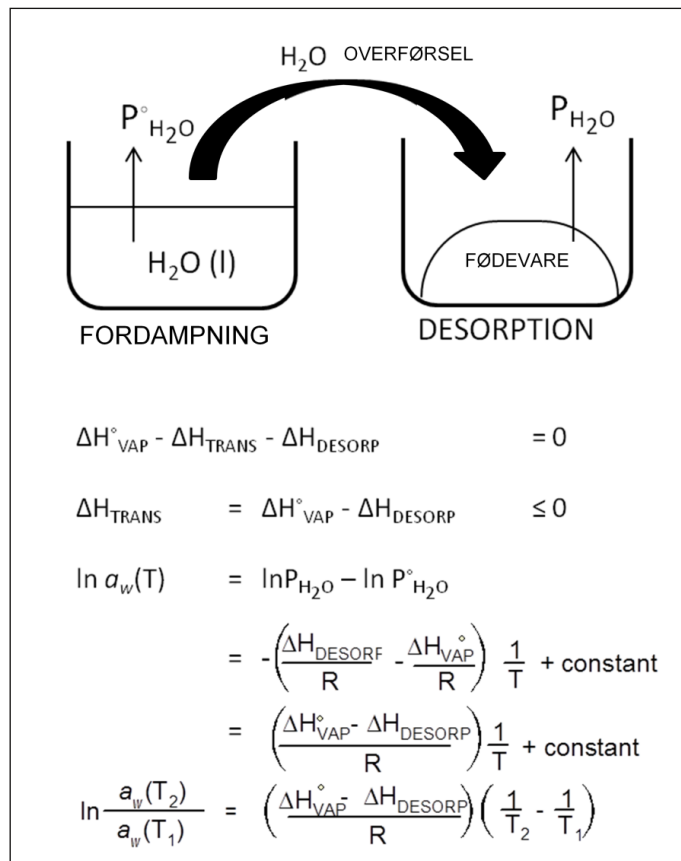 H₂O OVERFØRSEL
P°H₂O
PH₂O
H₂O (l)
FØDEVARE
FORDAMPNING
DESORPTION
ΔH°VAP - ΔHTRANS - ΔHDESORP = 0
ΔHTRANS = ΔH°VAP - ΔHDESORP ≤ 0
ln aw(T) = lnPH₂O – ln P°H₂O
= -(ΔHDESORP/R - ΔH°VAP/R) 1/T + constant
= (ΔH°VAP - ΔHDESORP/R) 1/T + constant
ln aw(T₂)/aw(T₁) = (ΔH°VAP - ΔHDESORP/R)(1/T₂ - 1/T₁)